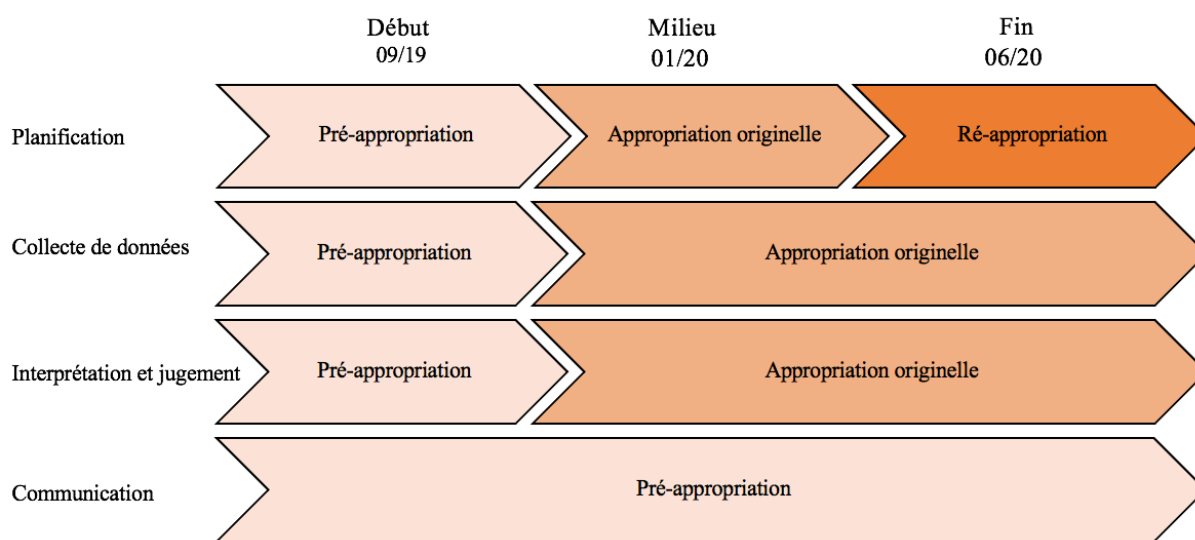 Début
09/19
Milieu
01/20
Fin
06/20
Planification
Pré-appropriation
Appropriation originelle
Ré-appropriation
Collecte de données
Pré-appropriation
Appropriation originelle
Interprétation et jugement
Pré-appropriation
Appropriation originelle
Communication
Pré-appropriation